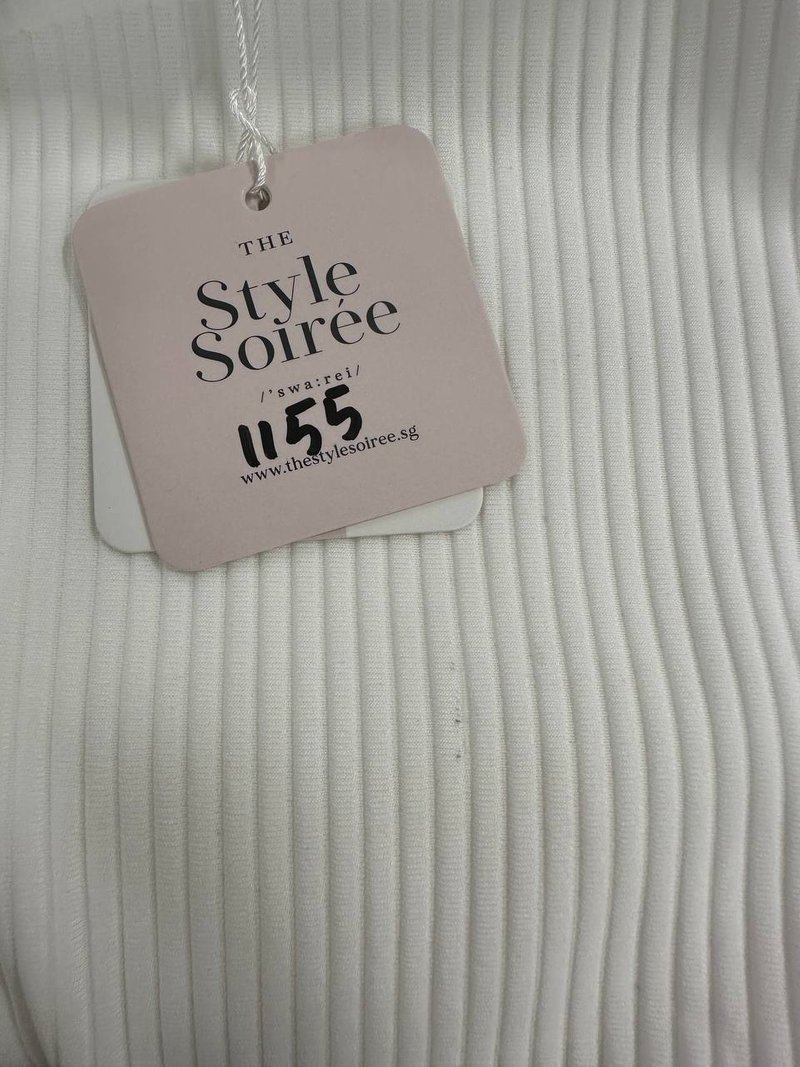 THE
Style
Soirée
/'swa:rei/
1155
www.thestylesoiree.sg